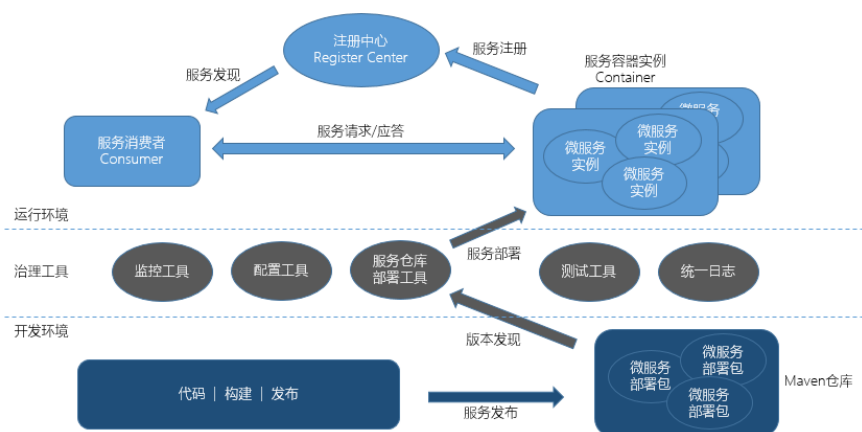 注册中心
Register Center
服务注册
服务发现
服务容器实例
Container
微服务
服务消费者
Consumer
服务请求/应答
微服务
实例
微服务
实例
微服务
实例
运行环境
服务部署
治理工具
监控工具
配置工具
服务仓库
部署工具
测试工具
统一日志
开发环境
版本发现
代码 | 构建 | 发布
服务发布
微服务
部署包
微服务
部署包
微服务
部署包
Maven仓库